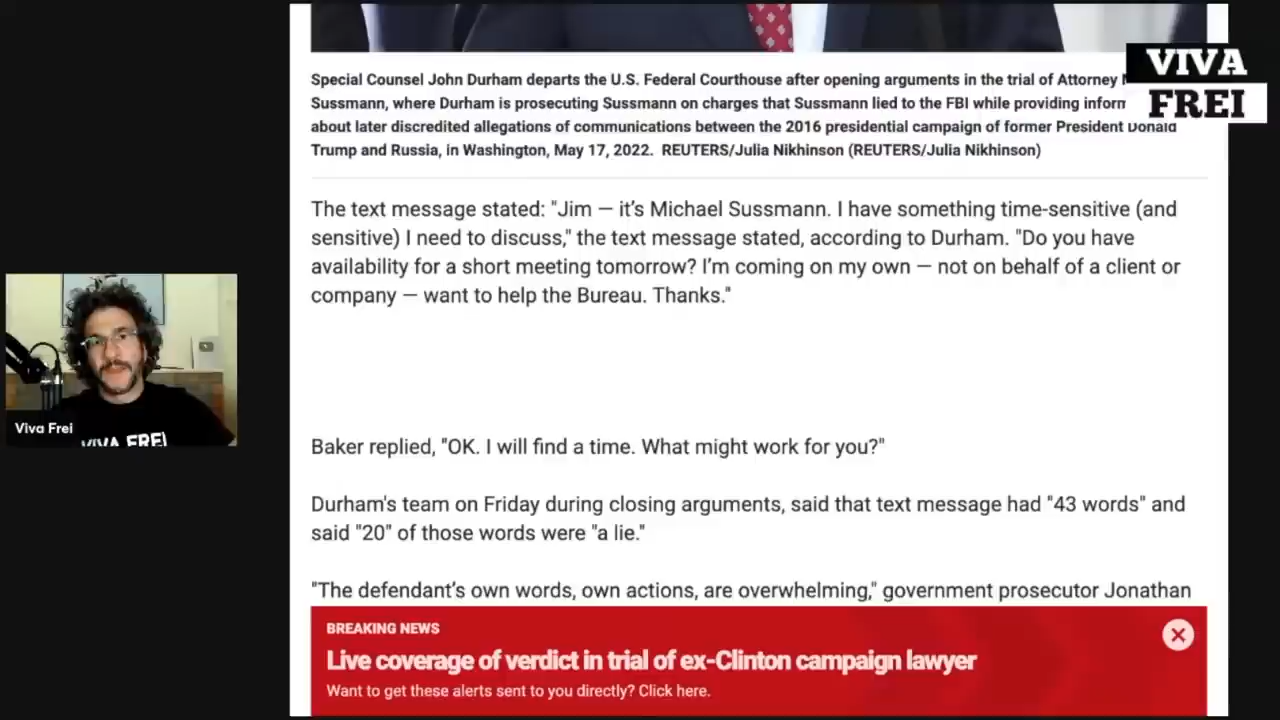 Special Counsel John Durham departs the U.S. Federal Courthouse after opening arguments in the trial of Attorney
Sussmann, where Durham is prosecuting Sussmann on charges that Sussmann lied to the FBI while providing
about later discredited allegations of communications between the 2016 presidential campaign of former President Donald
Trump and Russia, in Washington, May 17, 2022. REUTERS/Julia Nikhinson (REUTERS/Julia Nikhinson)
VIVA
FREI
The text message stated: "Jim — it’s Michael Sussmann. I have something time-sensitive (and
sensitive) I need to discuss," the text message stated, according to Durham. "Do you have
availability for a short meeting tomorrow? I’m coming on my own — not on behalf of a client or
company — want to help the Bureau. Thanks."
Baker replied, "OK. I will find a time. What might work for you?"
Durham's team on Friday during closing arguments, said that text message had "43 words" and
said "20" of those words were "a lie."
"The defendant’s own words, own actions, are overwhelming," government prosecutor Jonathan
BREAKING NEWS
Live coverage of verdict in trial of ex-Clinton campaign lawyer
Want to get these alerts sent to you directly? Click here.
Viva Frei
VIVA FREI